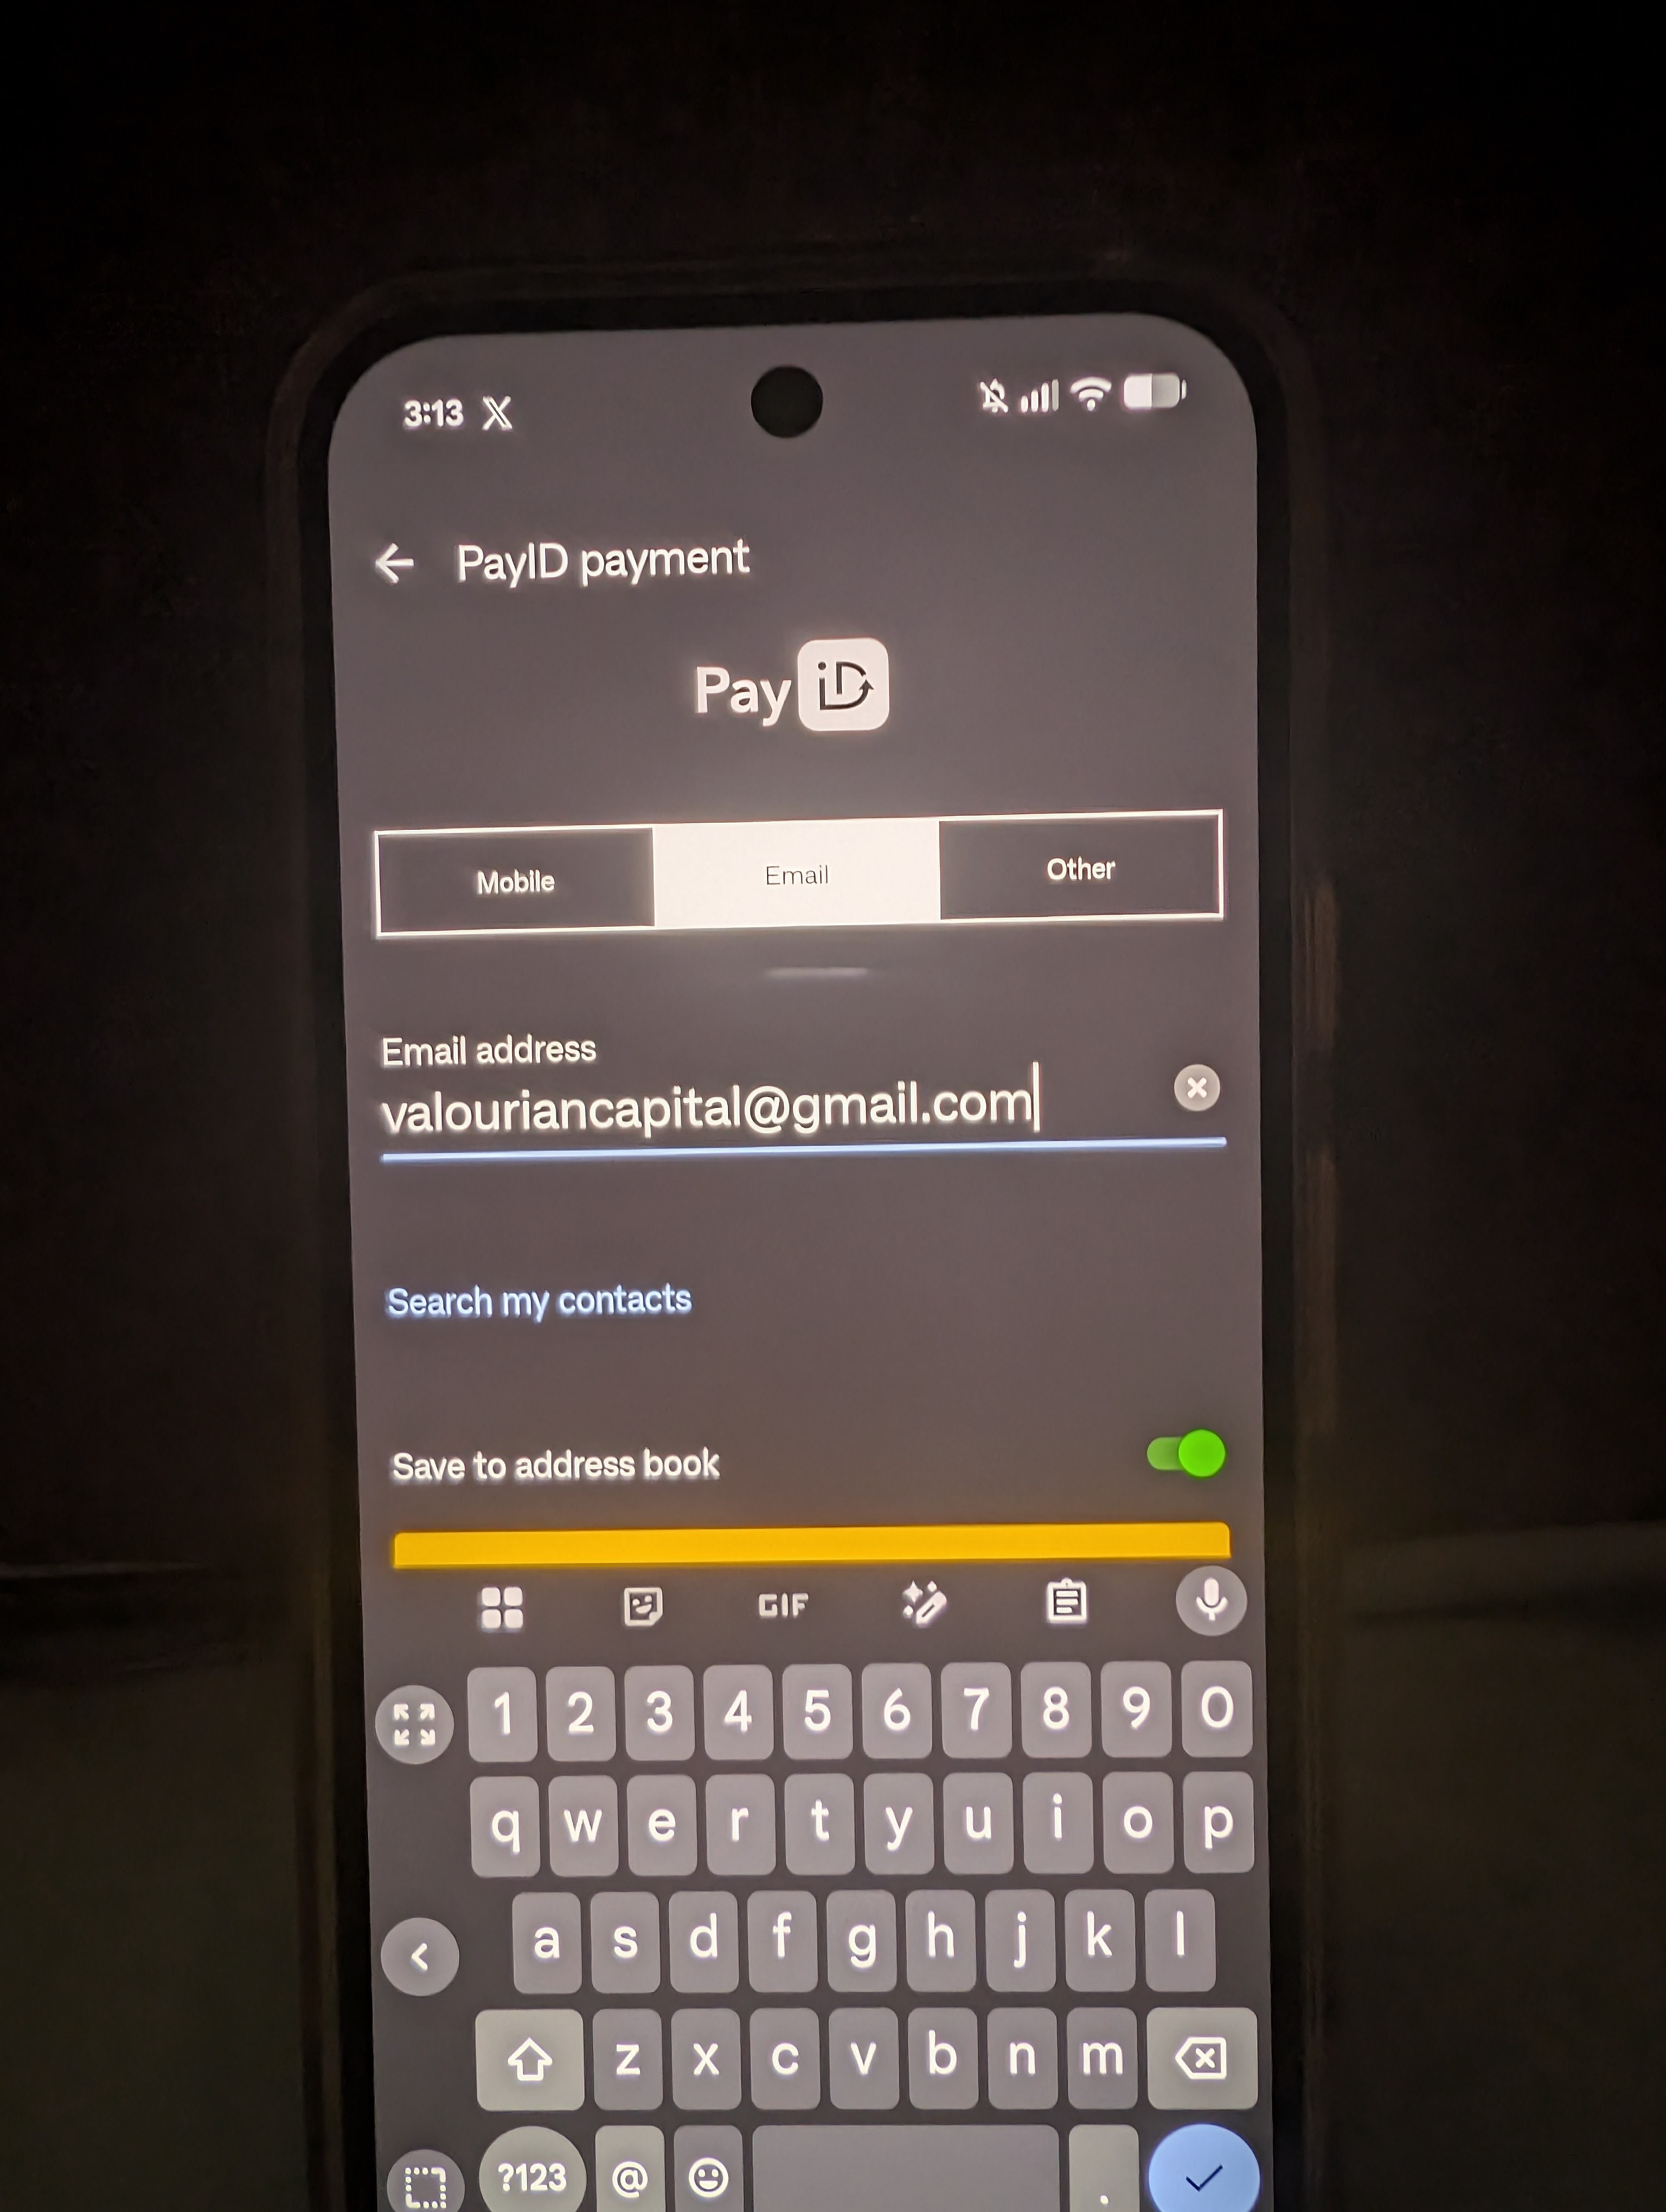 3:13 X
PayID payment
Pay iD
Mobile Email Other
Email address
valouriancapital@gmail.com
Search my contacts
Save to address book
GIF
1 2 3 4 5 6 7 8 9 0
q w e r t y u i o p
a s d f g h j k l
z x c v b n m
?123 @ .